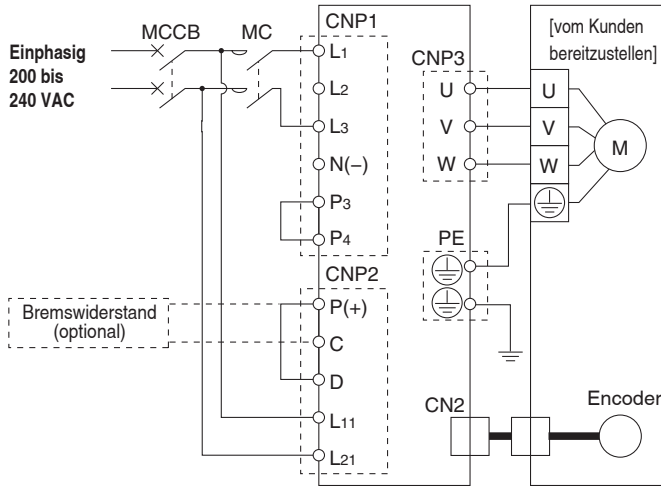 Einphasig
200 bis
240 VAC
MCCB
MC
CNP1
L1
L2
L3
N(−)
P3
P4
CNP2
P(+)
C
D
L11
L21
Bremswiderstand
(optional)
CNP3
U
V
W
PE
CN2
[vom Kunden
bereitzustellen]
U
V
W
M
Encoder